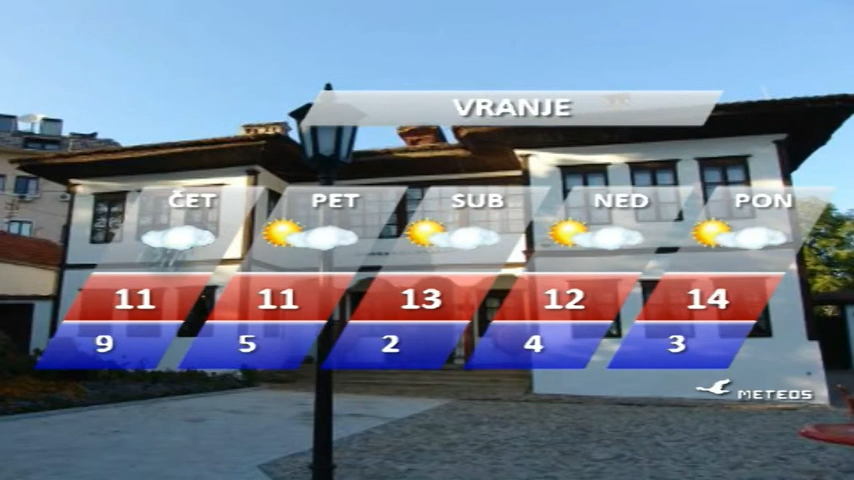 VRANJE
ČET PET SUB NED PON
11 11 13 12 14
9 5 2 4 3
METEOS